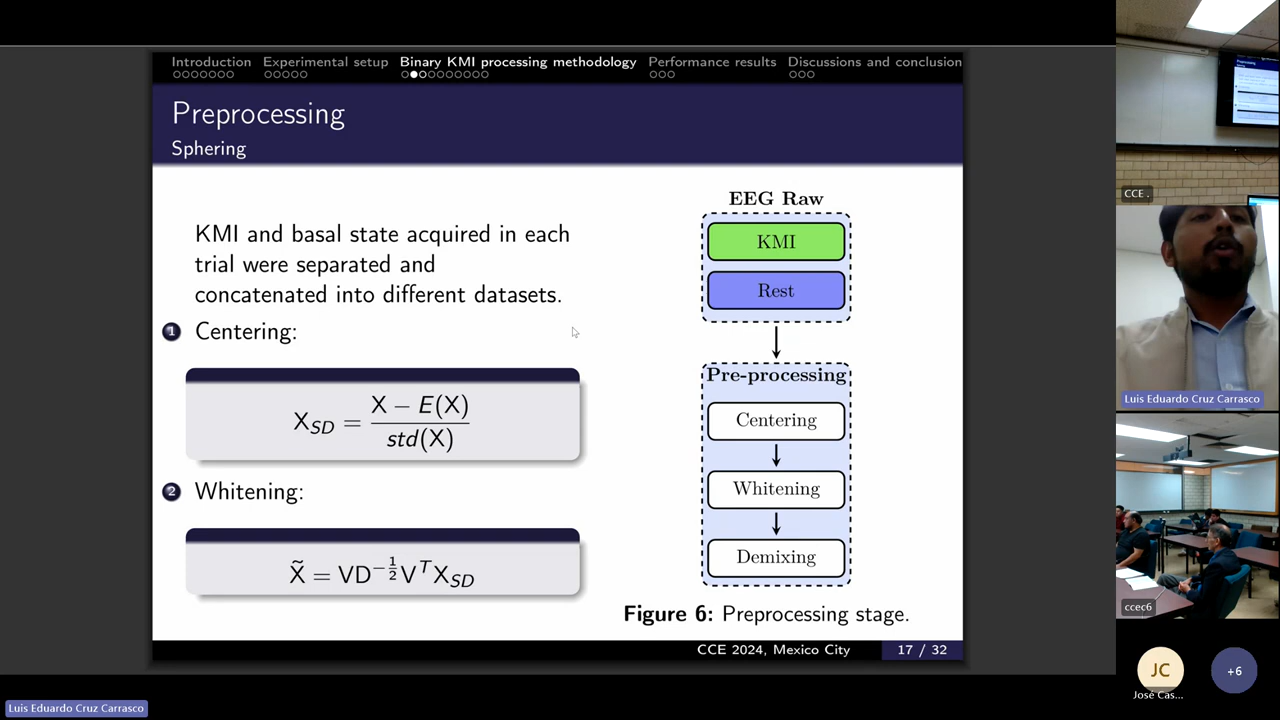 Introduction Experimental setup Binary KMI processing methodology Performance results Discussions and conclusion
Preprocessing
Sphering
KMI and basal state acquired in each
trial were separated and
concatenated into different datasets.
1 Centering:
X_SD = (X − E(X)) / std(X)
2 Whitening:
X̃ = VD^(−1/2) V^T X_SD
EEG Raw
KMI
Rest
Pre-processing
Centering
Whitening
Demixing
Figure 6: Preprocessing stage.
CCE 2024, Mexico City 17 / 32
Luis Eduardo Cruz Carrasco
CCE .
Luis Eduardo Cruz Carrasco
ccec6
JC
José Cas...
+6